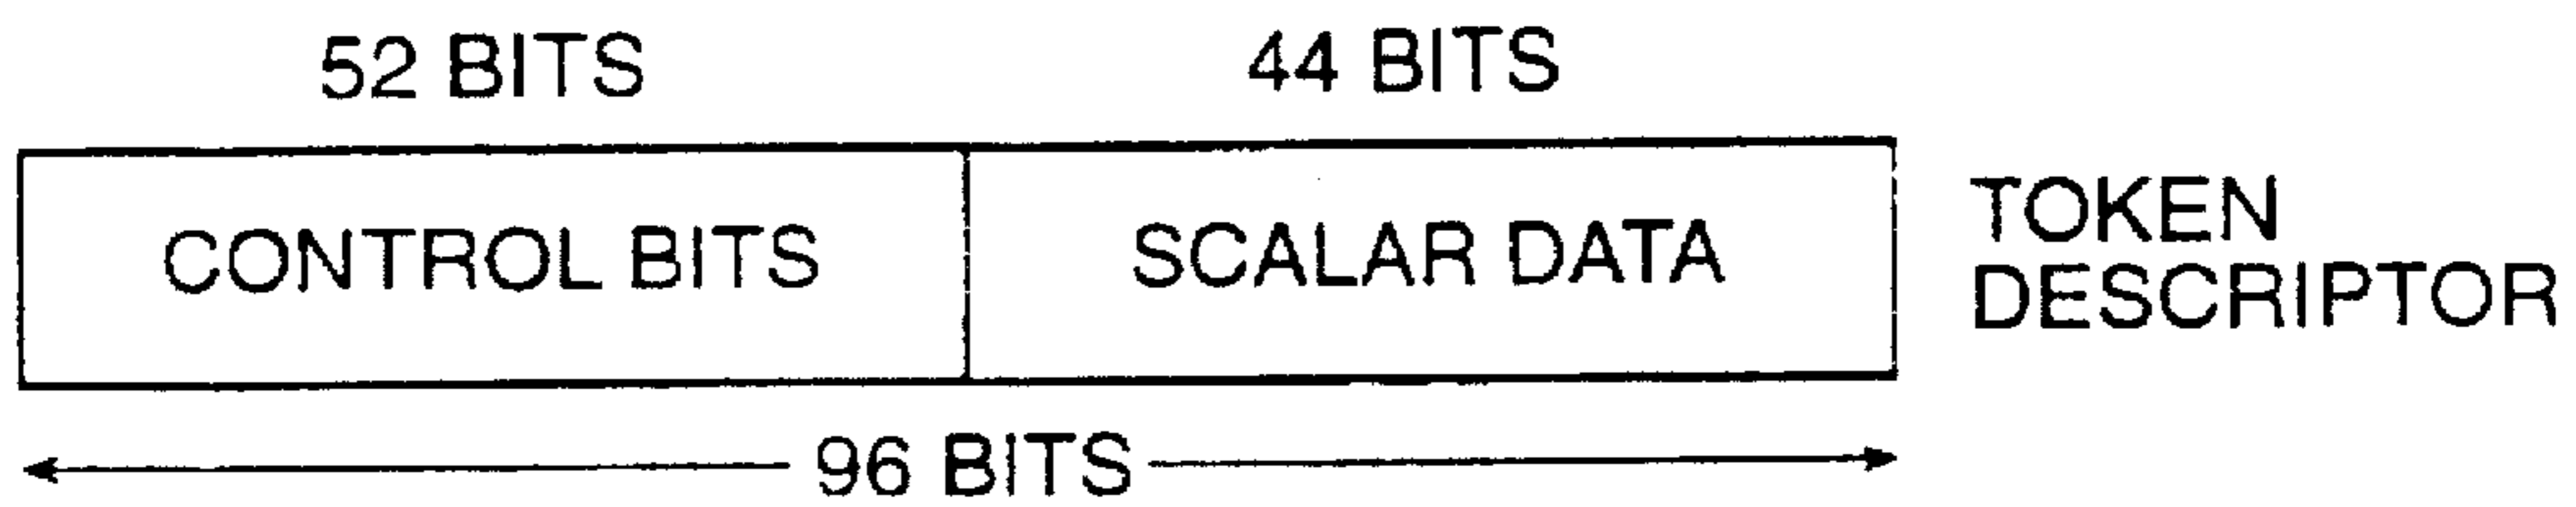 52 BITS
44 BITS
CONTROL BITS
SCALAR DATA
TOKEN
DESCRIPTOR
96 BITS